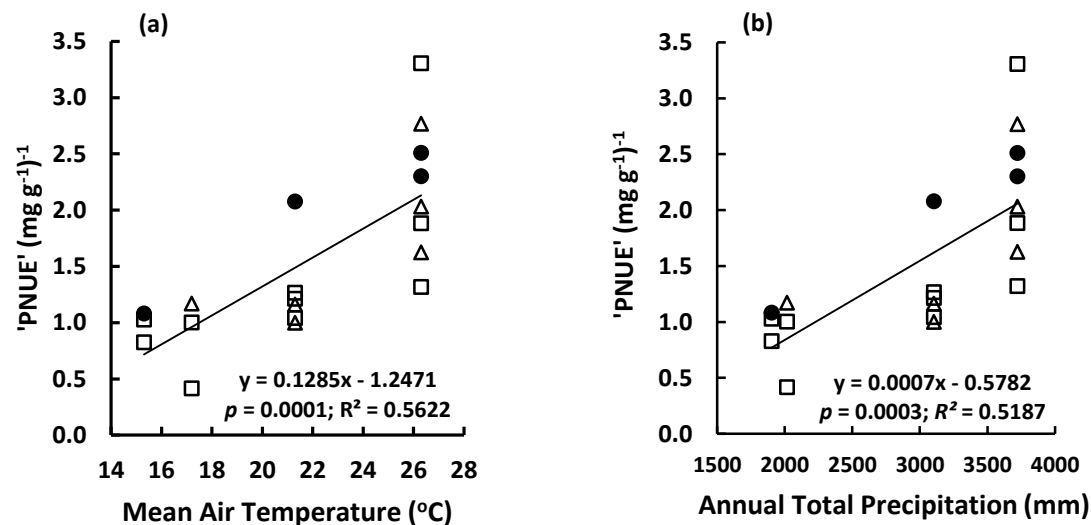 (a)
'PNUE' (mg g-1)-1
3.5
3.0
2.5
2.0
1.5
1.0
0.5
0.0
y = 0.1285x - 1.2471
p = 0.0001; R² = 0.5622
14 16 18 20 22 24 26 28
Mean Air Temperature (oC)
(b)
'PNUE' (mg g-1)-1
3.5
3.0
2.5
2.0
1.5
1.0
0.5
0.0
y = 0.0007x - 0.5782
p = 0.0003; R² = 0.5187
1500 2000 2500 3000 3500 4000
Annual Total Precipitation (mm)